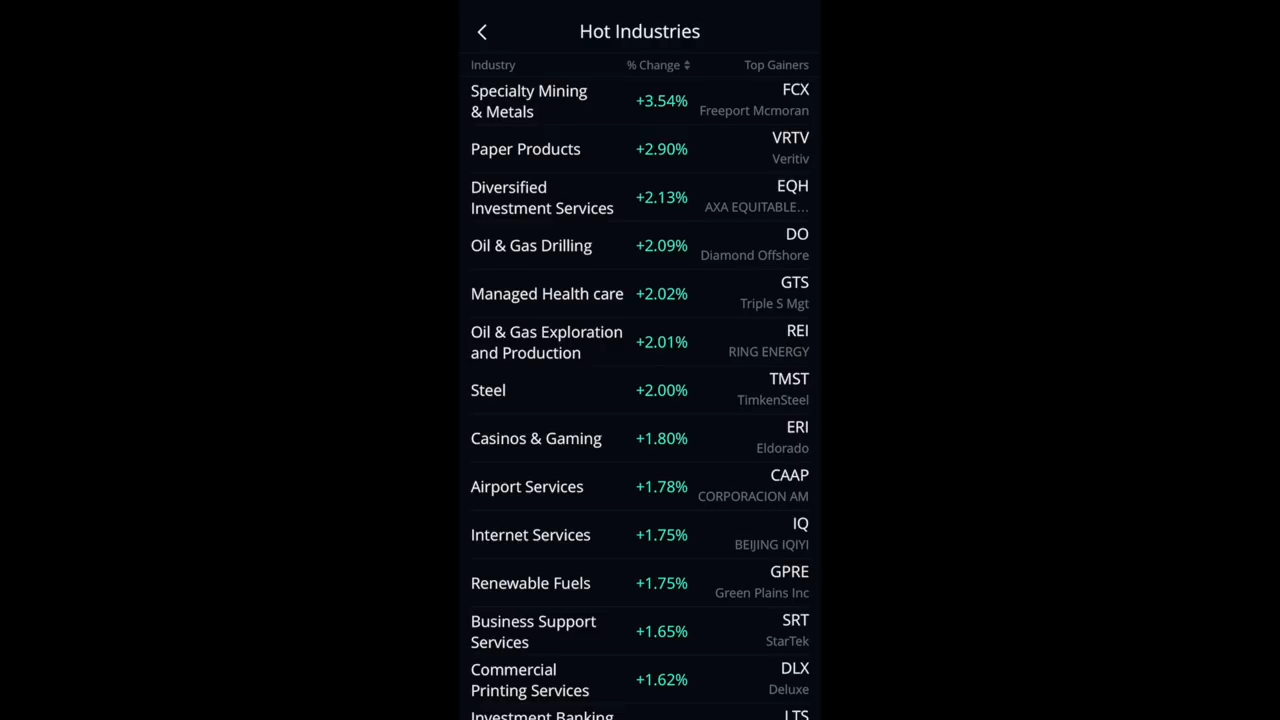 Hot Industries
Industry % Change Top Gainers
Specialty Mining
& Metals
+3.54%
FCX
Freeport Mcmoran
Paper Products
+2.90%
VRTV
Veritiv
Diversified
Investment Services
+2.13%
EQH
AXA EQUITABLE...
Oil & Gas Drilling
+2.09%
DO
Diamond Offshore
Managed Health care
+2.02%
GTS
Triple S Mgt
Oil & Gas Exploration
and Production
+2.01%
REI
RING ENERGY
Steel
+2.00%
TMST
TimkenSteel
Casinos & Gaming
+1.80%
ERI
Eldorado
Airport Services
+1.78%
CAAP
CORPORACION AM
Internet Services
+1.75%
IQ
BEIJING IQIYI
Renewable Fuels
+1.75%
GPRE
Green Plains Inc
Business Support
Services
+1.65%
SRT
StarTek
Commercial
Printing Services
+1.62%
DLX
Deluxe
Investment Banking
LTS